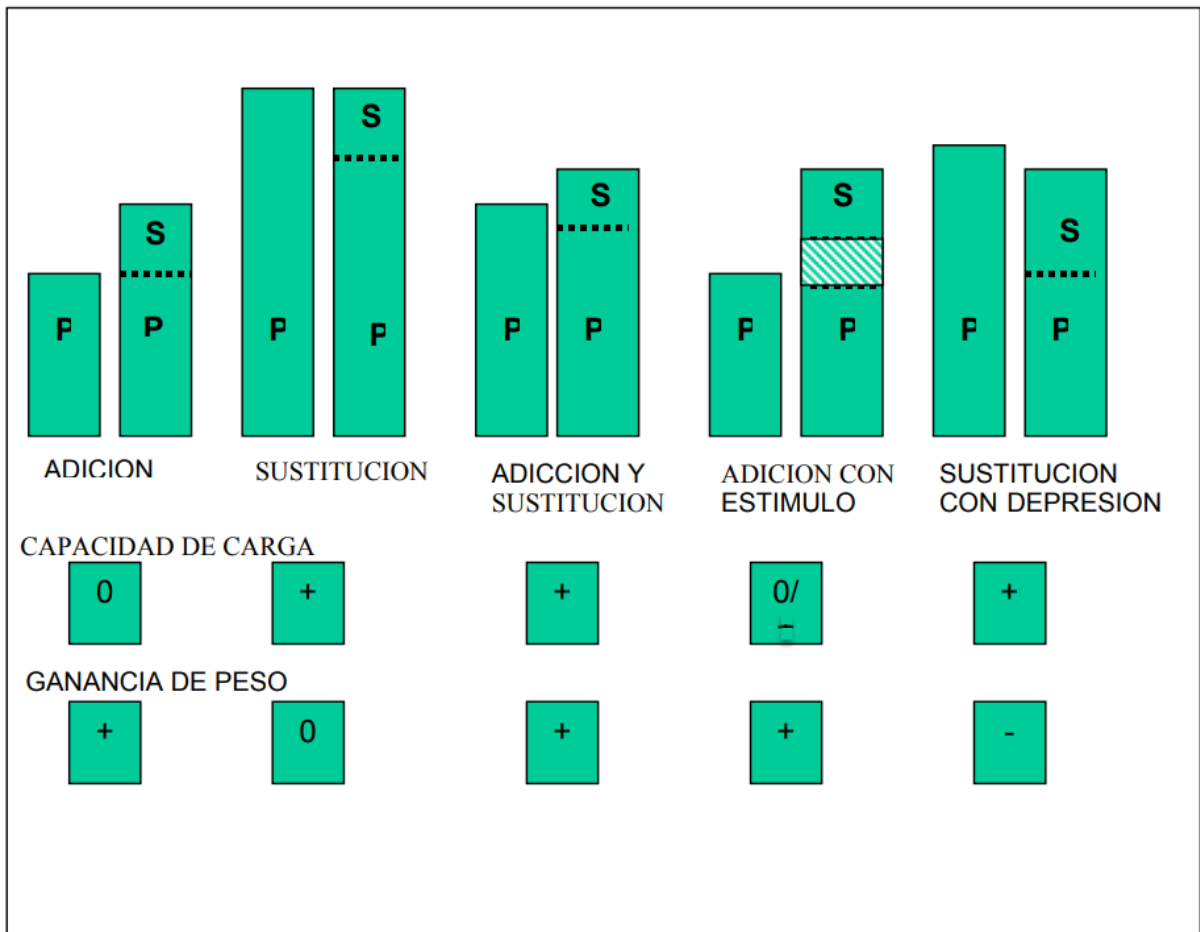 S
S
S
S
S
P
P
P
P
P
P
P
P
P
P
ADICION
SUSTITUCION
ADICCION Y
SUSTITUCION
ADICION CON
ESTIMULO
SUSTITUCION
CON DEPRESION
CAPACIDAD DE CARGA
0
+
+
0/
-
+
GANANCIA DE PESO
+
0
+
+
-